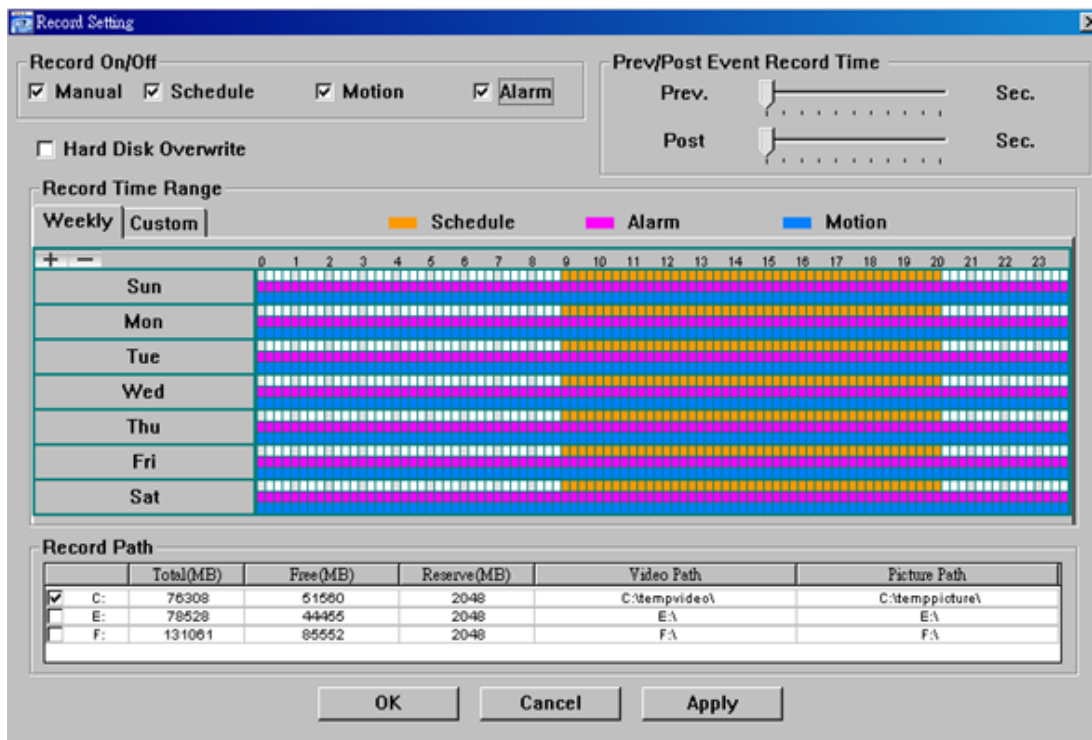 Record Setting
Record On/Off
Manual Schedule Motion Alarm
Prev/Post Event Record Time
Prev. Sec.
Post Sec.
Hard Disk Overwrite
Record Time Range
Weekly Custom
Schedule Alarm Motion
+ −
0 1 2 3 4 5 6 7 8 9 10 11 12 13 14 15 16 17 18 19 20 21 22 23
Sun
Mon
Tue
Wed
Thu
Fri
Sat
Record Path
Total(MB) Free(MB) Reserve(MB) Video Path Picture Path
C: 76308 51560 2048 C:\tempvideo\ C:\temppicture\
E: 78528 44455 2048 E:\ E:\
F: 131061 85552 2048 F:\ F:\
OK Cancel Apply